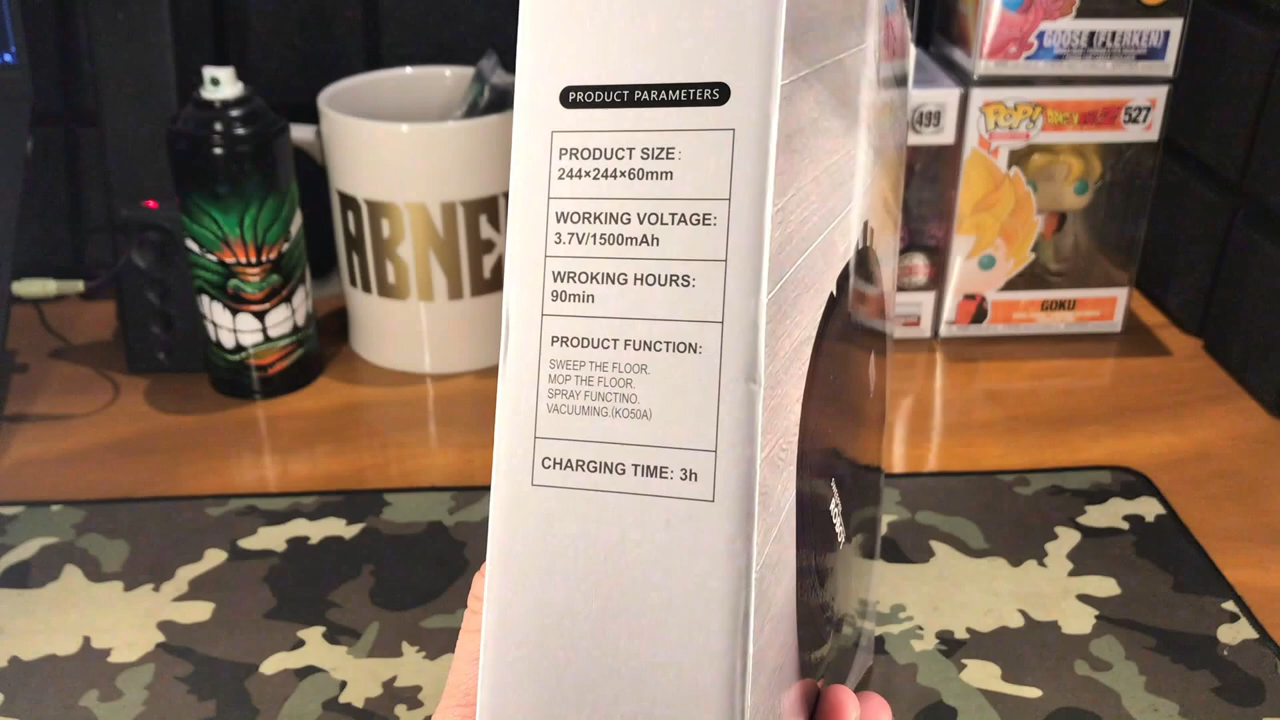 PRODUCT PARAMETERS
PRODUCT SIZE:
244×244×60mm
WORKING VOLTAGE:
3.7V/1500mAh
WROKING HOURS:
90min
PRODUCT FUNCTION:
SWEEP THE FLOOR.
MOP THE FLOOR.
SPRAY FUNCTINO.
VACUUMING.(KO50A)
CHARGING TIME: 3h
ABNE
GOOSE (FLERKEN)
499
POP!
527
GOKU
ROBOT